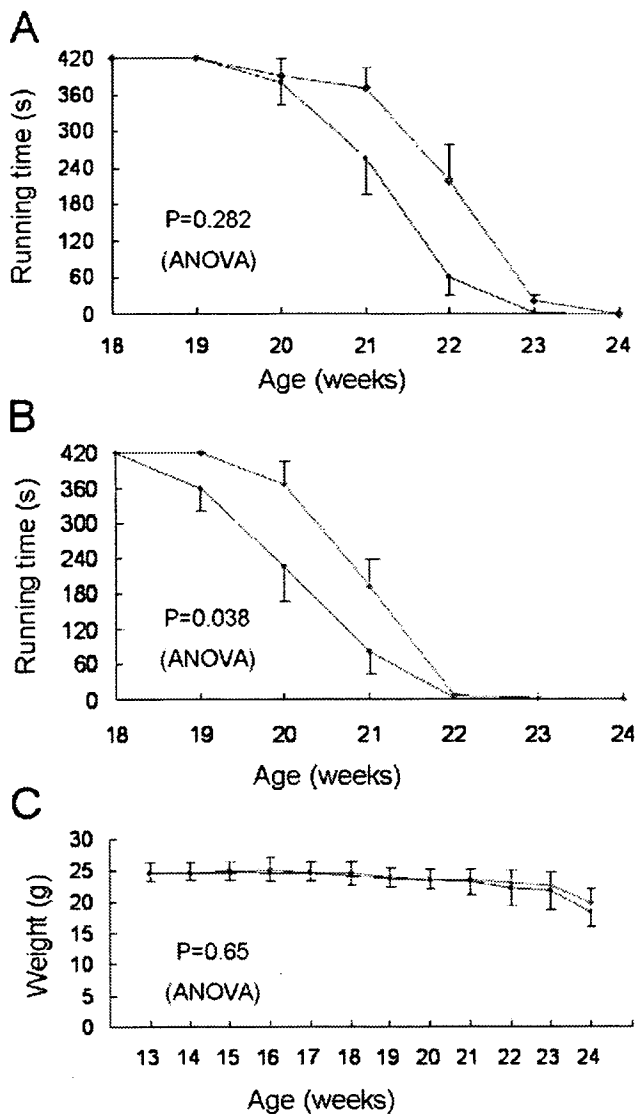 A
Running time (s)
420
360
240
180
120
60
0
P=0.282
(ANOVA)
18 19 20 21 22 23 24
Age (weeks)
B
Running time (s)
420
360
240
180
120
60
0
P=0.038
(ANOVA)
18 19 20 21 22 23 24
Age (weeks)
C
Weight (g)
30
25
20
15
10
5
0
P=0.65
(ANOVA)
13 14 15 16 17 18 19 20 21 22 23 24
Age (weeks)